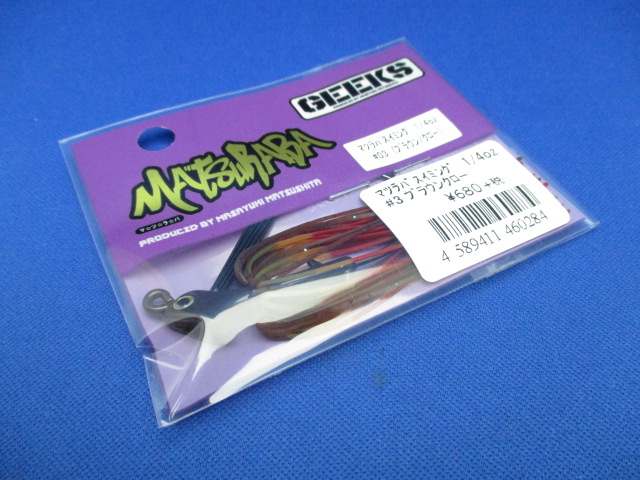 GEEKS
MATSURABA
マ☆ツ☆ラ☆バ
PRODUCED BY MASAYUKI MATSUSHITA
マツラバ スイミング 1/4oz
#03 (ブラウンクロー)
マツラバ スイミング 1/4oz
#3 ブラウンクロー
¥680+税
4 589411 460284